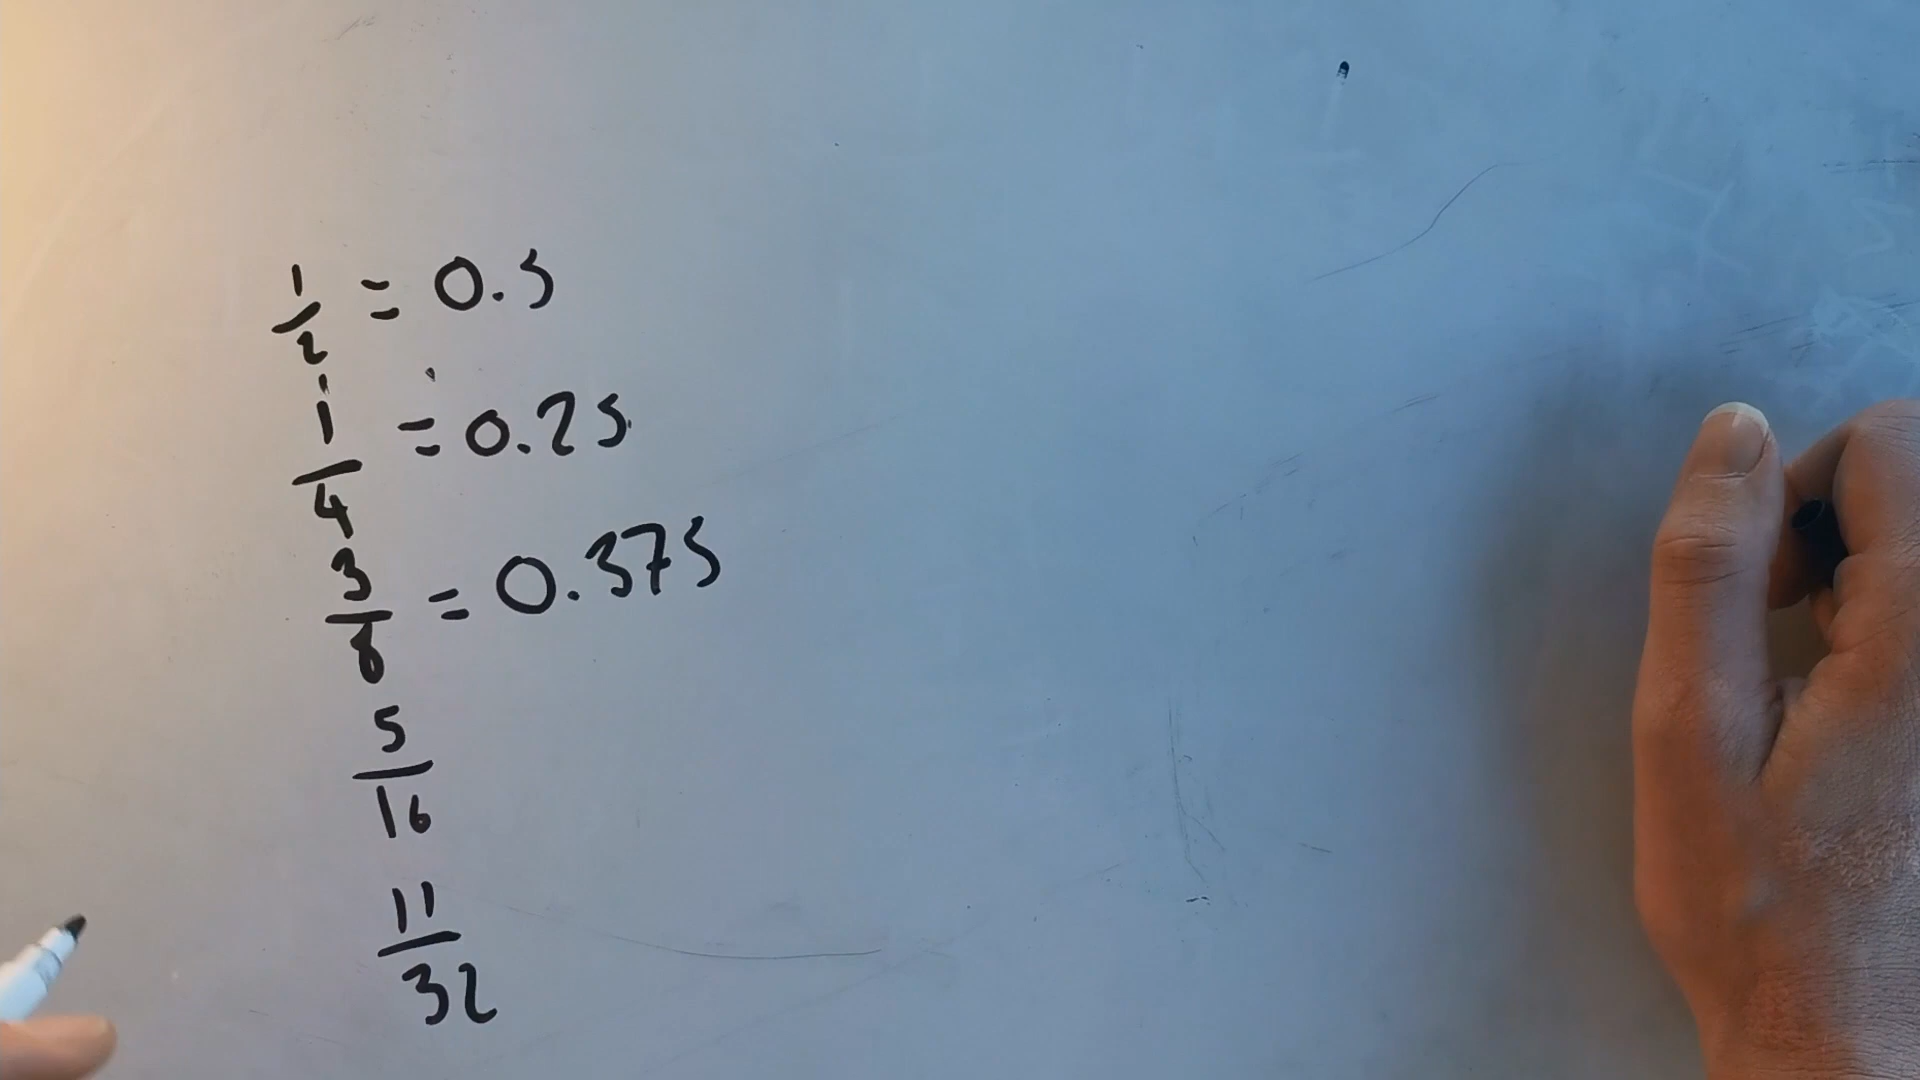 1/2 = 0.5
1/4 = 0.25
3/8 = 0.375
5/16
11/32